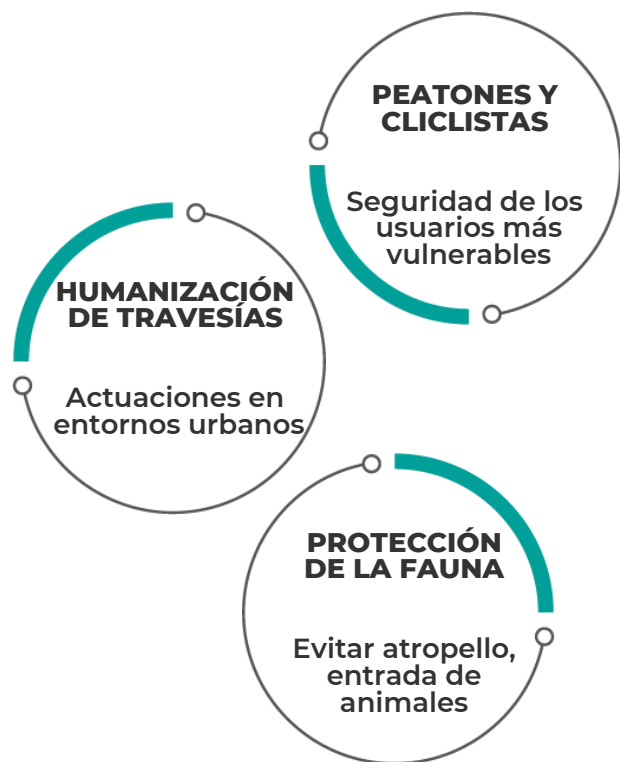 PEATONES Y
CLICLISTAS
Seguridad de los
usuarios más
vulnerables
HUMANIZACIÓN
DE TRAVESÍAS
Actuaciones en
entornos urbanos
PROTECCIÓN
DE LA FAUNA
Evitar atropello,
entrada de
animales